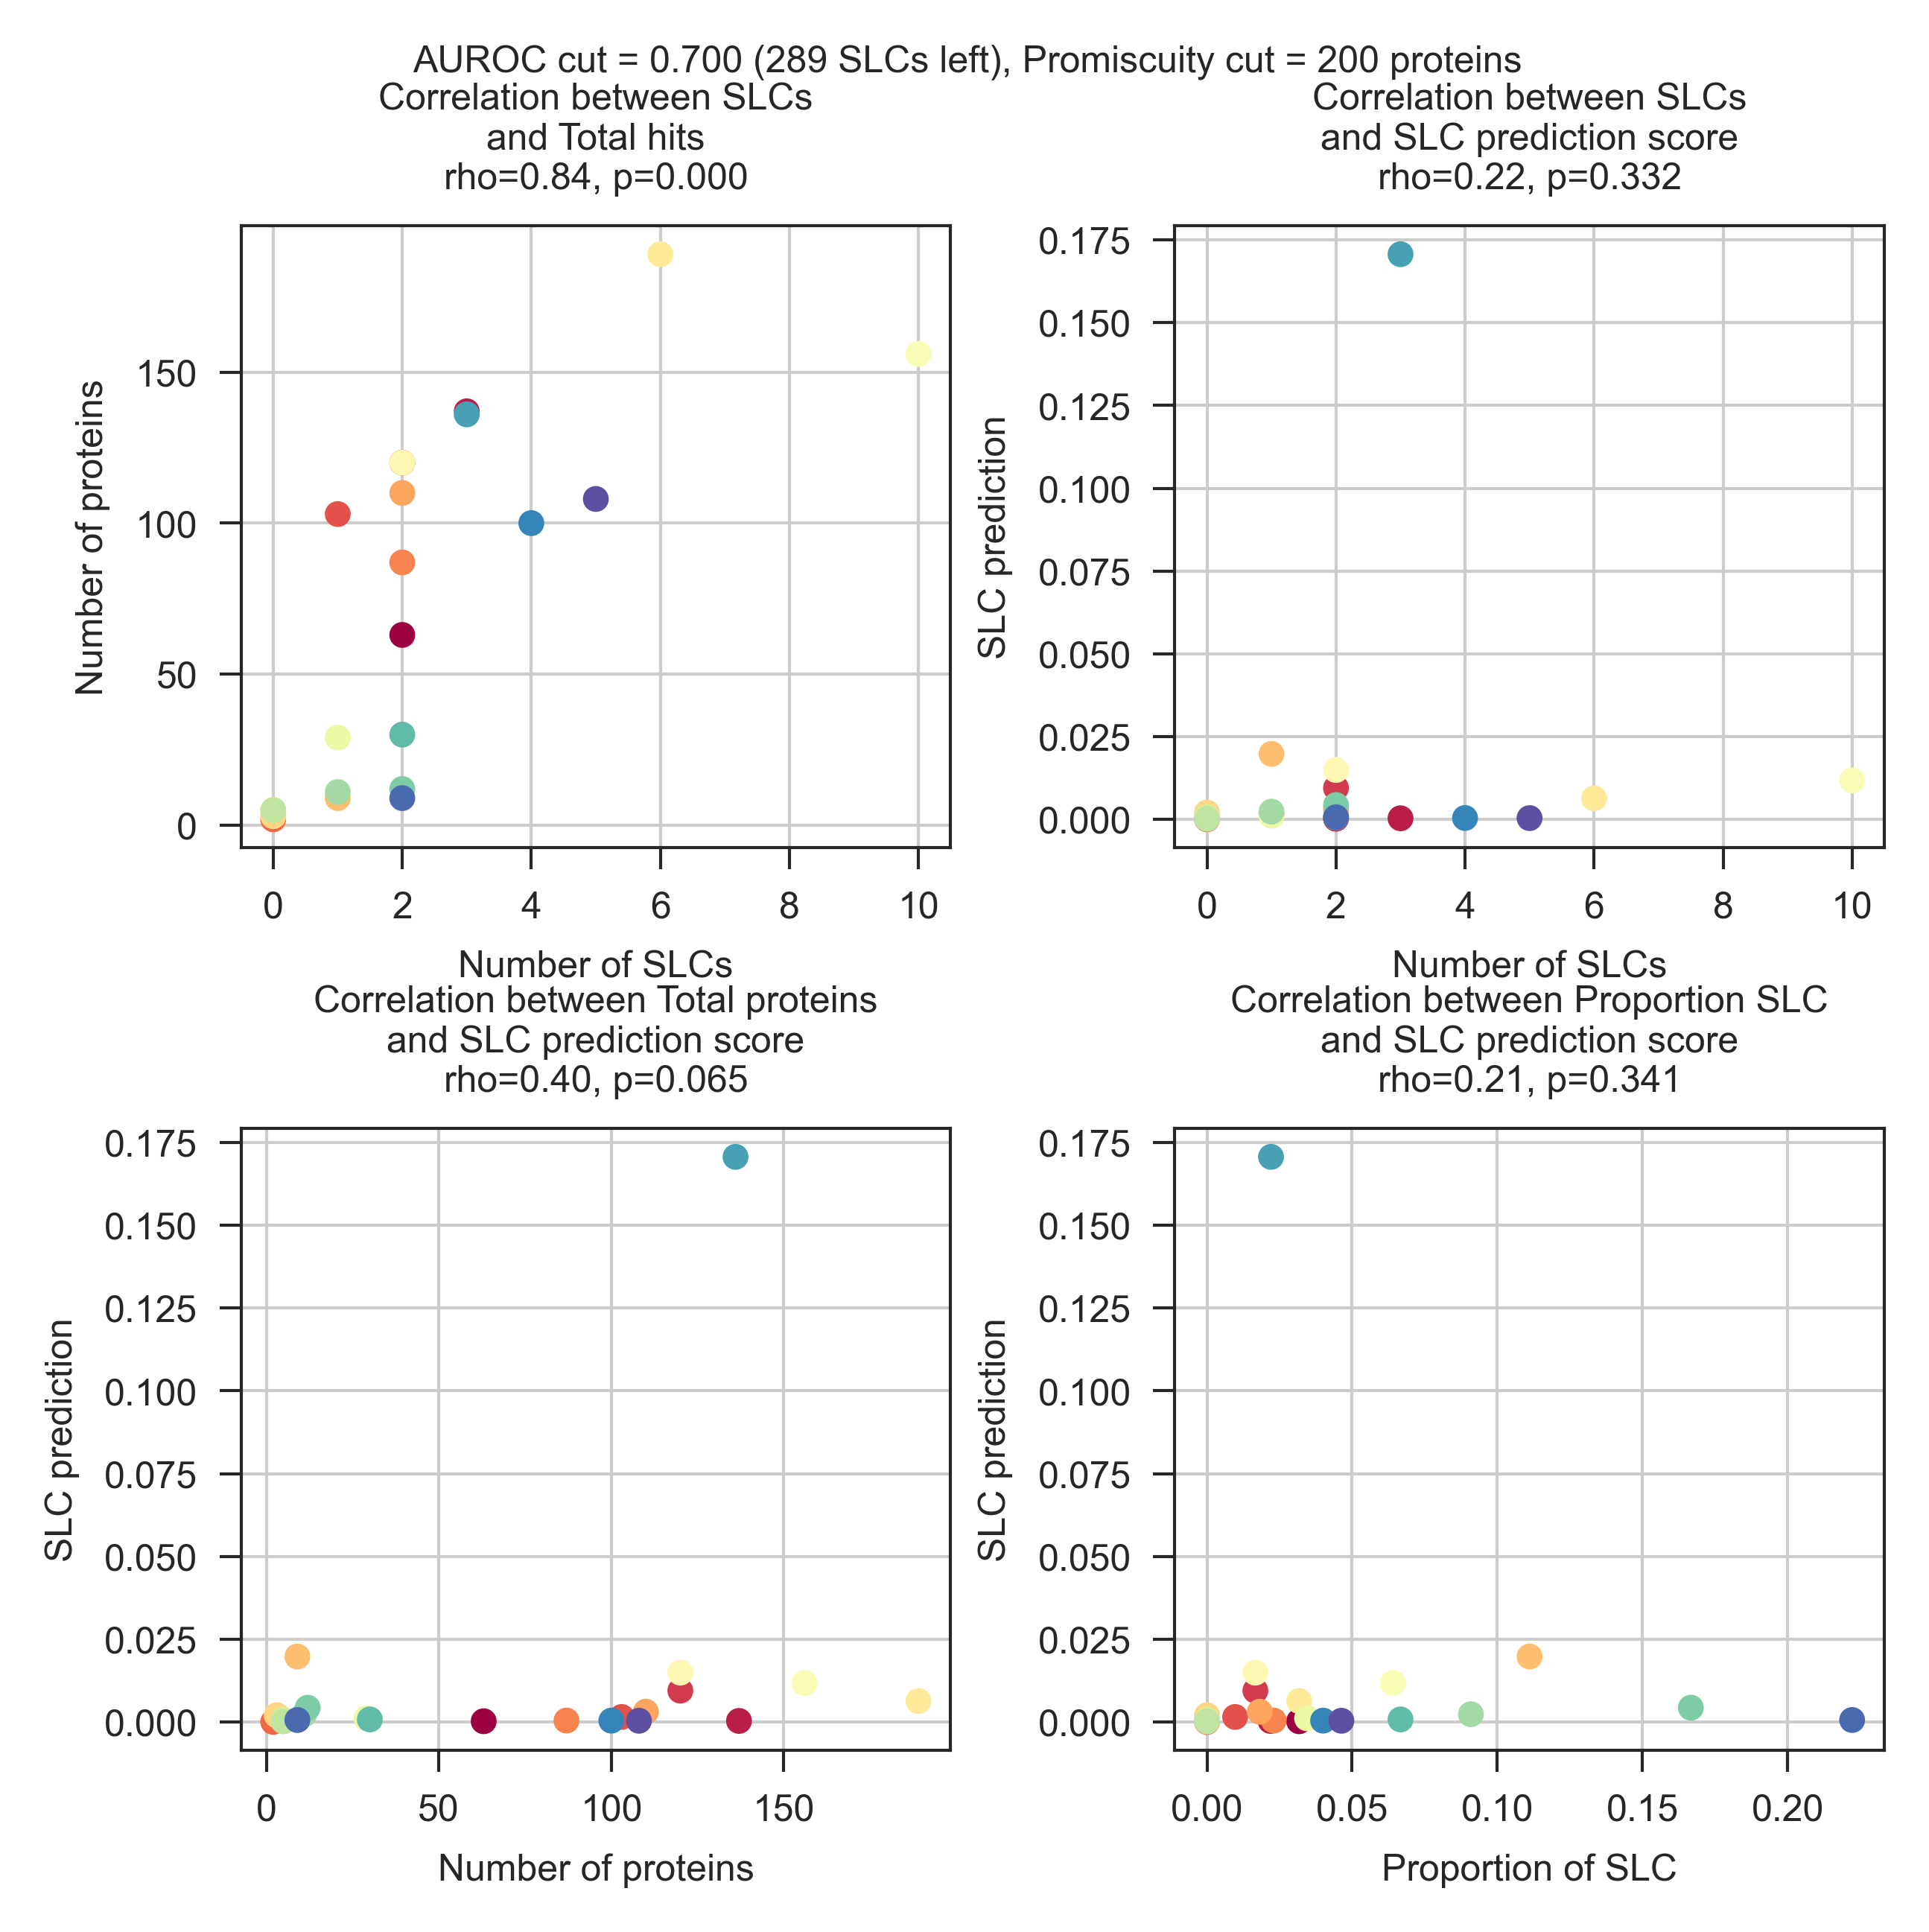 AUROC cut = 0.700 (289 SLCs left), Promiscuity cut = 200 proteins
Correlation between SLCs
and Total hits
rho=0.84, p=0.000
Number of proteins
150
100
50
0
0 2 4 6 8 10
Number of SLCs
Correlation between SLCs
and SLC prediction score
rho=0.22, p=0.332
SLC prediction
0.175
0.150
0.125
0.100
0.075
0.050
0.025
0.000
0 2 4 6 8 10
Number of SLCs
Correlation between Total proteins
and SLC prediction score
rho=0.40, p=0.065
SLC prediction
0.175
0.150
0.125
0.100
0.075
0.050
0.025
0.000
0 50 100 150
Number of proteins
Correlation between Proportion SLC
and SLC prediction score
rho=0.21, p=0.341
SLC prediction
0.175
0.150
0.125
0.100
0.075
0.050
0.025
0.000
0.00 0.05 0.10 0.15 0.20
Proportion of SLC